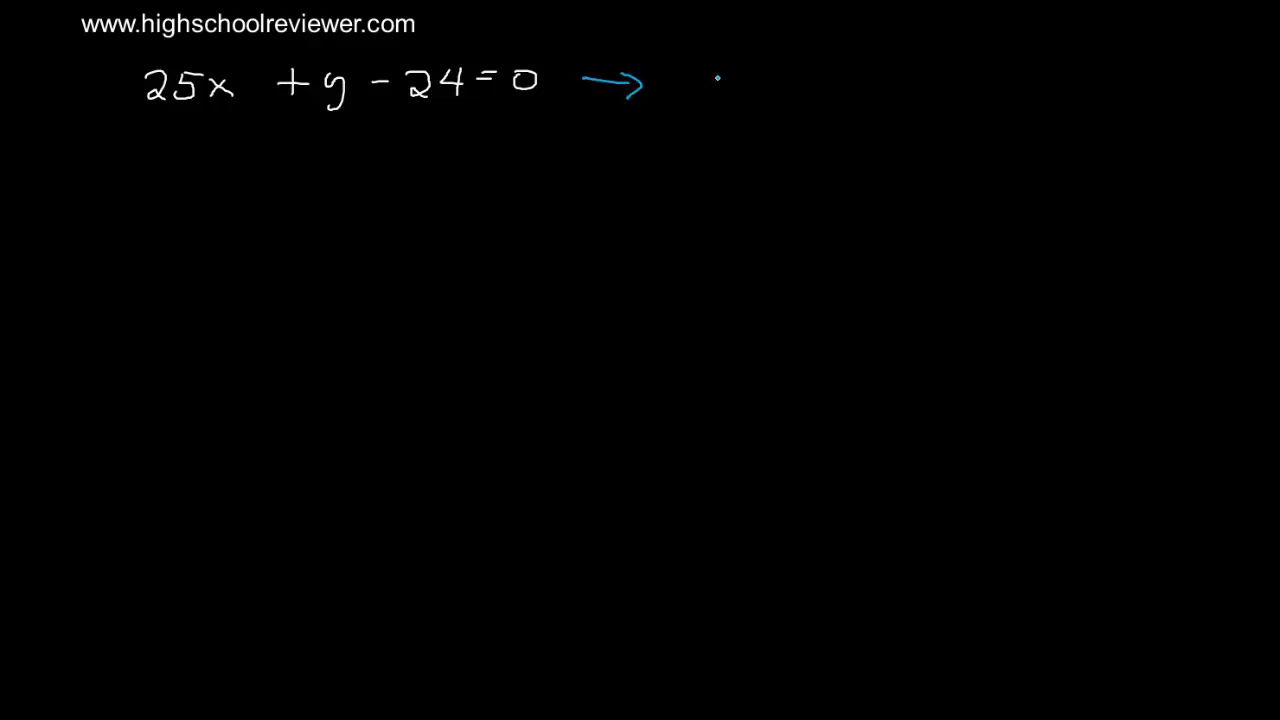 www.highschoolreviewer.com
25x + y - 24 = 0 →